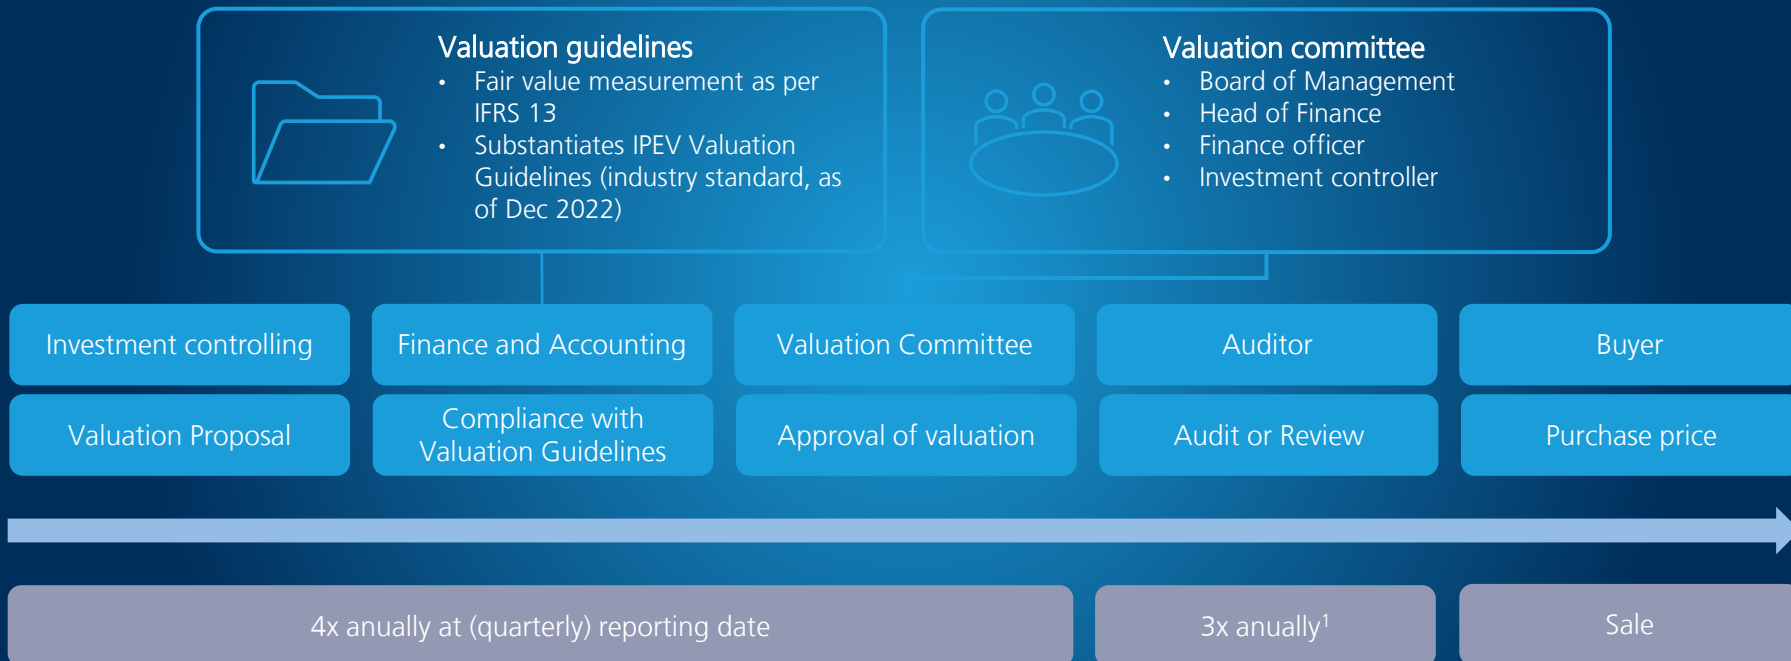 Valuation guidelines
• Fair value measurement as per
IFRS 13
• Substantiates IPEV Valuation
Guidelines (industry standard, as
of Dec 2022)
Valuation committee
• Board of Management
• Head of Finance
• Finance officer
• Investment controller
Investment controlling
Finance and Accounting
Valuation Committee
Auditor
Buyer
Valuation Proposal
Compliance with
Valuation Guidelines
Approval of valuation
Audit or Review
Purchase price
4x anually at (quarterly) reporting date
3x anually¹
Sale